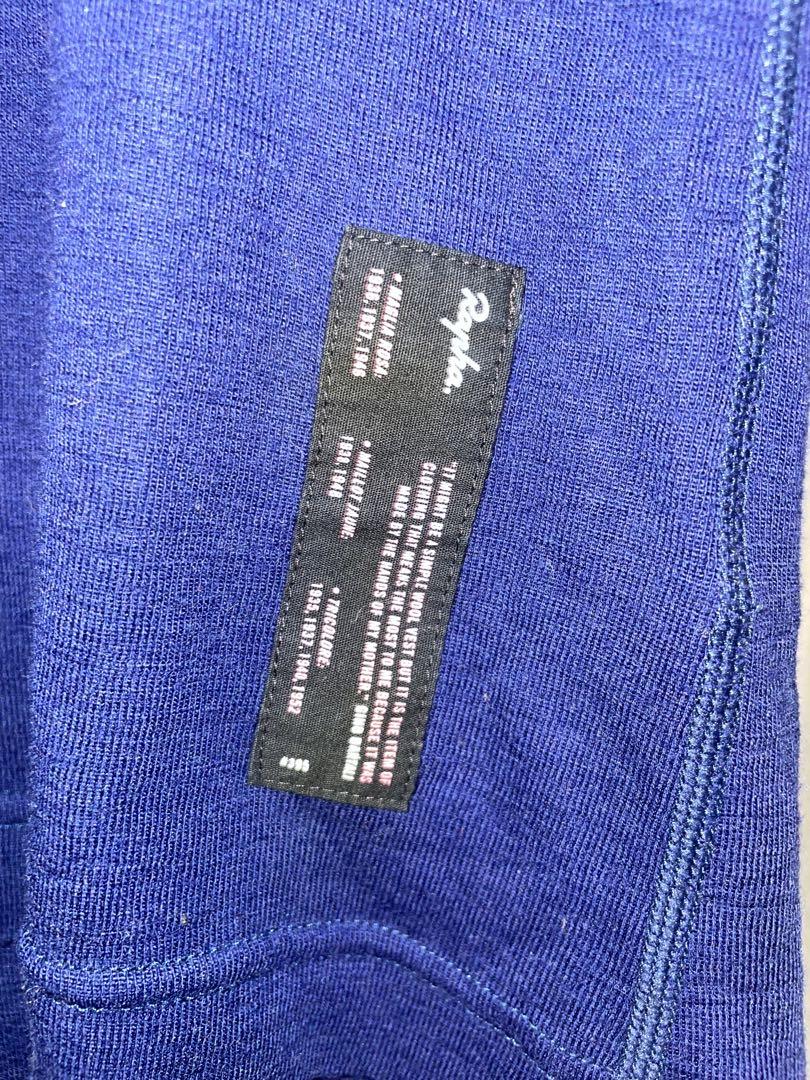 Rapha.
"IT MIGHT BE A SIMPLE WOOL VEST BUT IT IS THE ITEM OF
CLOTHING THAT MEANS THE MOST TO ME BECAUSE IT WAS
MADE BY THE HANDS OF MY MOTHER." GINO BARTALI
• MAGLIA ROSA:
1936, 1937, 1946
• MAILLOT JAUNE:
1938, 1948
• TRICOLORE:
1935, 1937, 1940, 1952